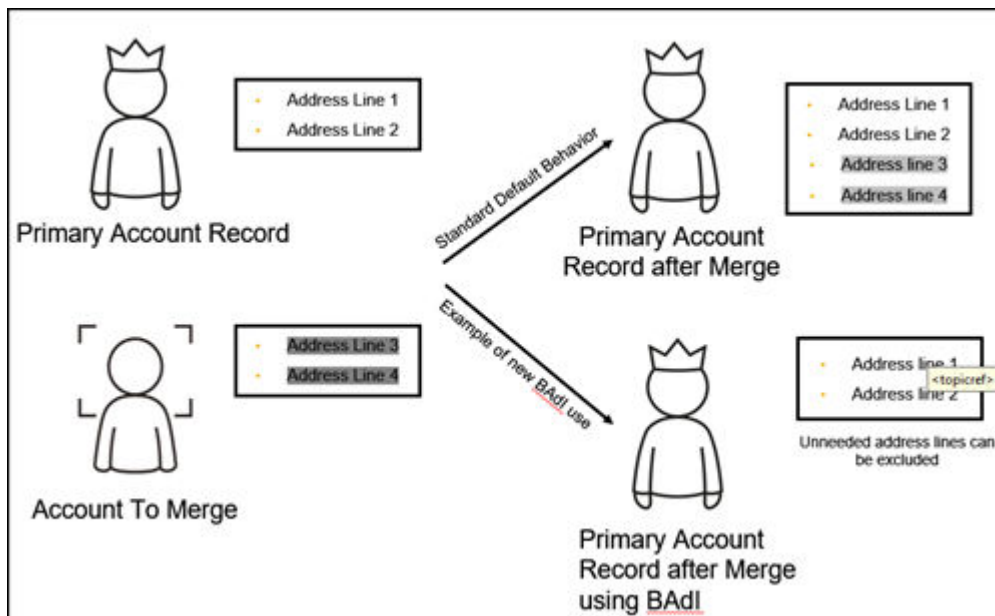 Address Line 1
Address Line 2
Primary Account Record
Address Line 3
Address Line 4
Account To Merge
Standard Default Behavior
Example of new BAdI use
Address Line 1
Address Line 2
Address line 3
Address line 4
Primary Account
Record after Merge
Address line 1
<topicref>
Address line 2
Unneeded address lines can
be excluded
Primary Account
Record after Merge
using BAdI